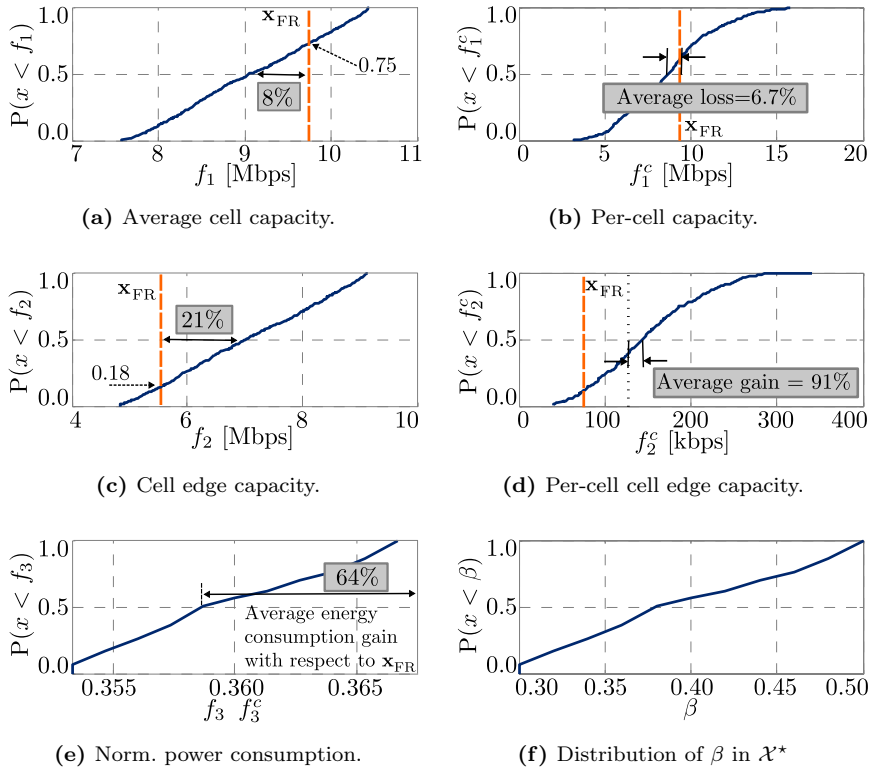 P(x < f₁)
1.0
0.5
0.0
x_FR
0.75
8%
7 8 9 10 11
f₁ [Mbps]
(a) Average cell capacity.
P(x < f₁ᶜ)
1.0
0.5
0.0
Average loss=6.7%
x_FR
0 5 10 15 20
f₁ᶜ [Mbps]
(b) Per-cell capacity.
P(x < f₂)
1.0
0.5
0.0
x_FR
21%
0.18
4 6 8 10
f₂ [Mbps]
(c) Cell edge capacity.
P(x < f₂ᶜ)
1.0
0.5
0.0
x_FR
Average gain = 91%
0 100 200 300 400
f₂ᶜ [kbps]
(d) Per-cell cell edge capacity.
P(x < f₃)
1.0
0.5
0.0
64%
Average energy
consumption gain
with respect to x_FR
0.355 0.360 0.365
f₃ f₃ᶜ
(e) Norm. power consumption.
P(x < β)
1.0
0.5
0.0
0.30 0.35 0.40 0.45 0.50
β
(f) Distribution of β in 𝒳⋆